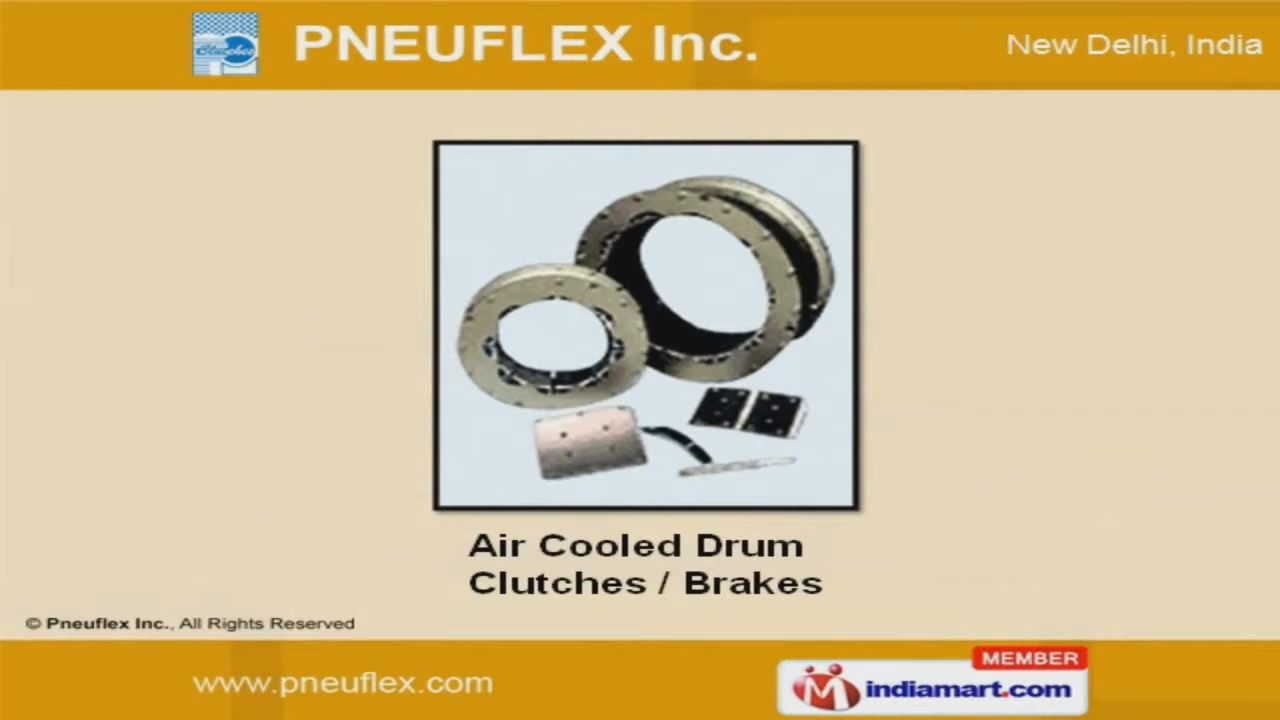 Clutches
PNEUFLEX Inc.
New Delhi, India
Air Cooled Drum
Clutches / Brakes
© Pneuflex Inc., All Rights Reserved
www.pneuflex.com
MEMBER
indiamart.com